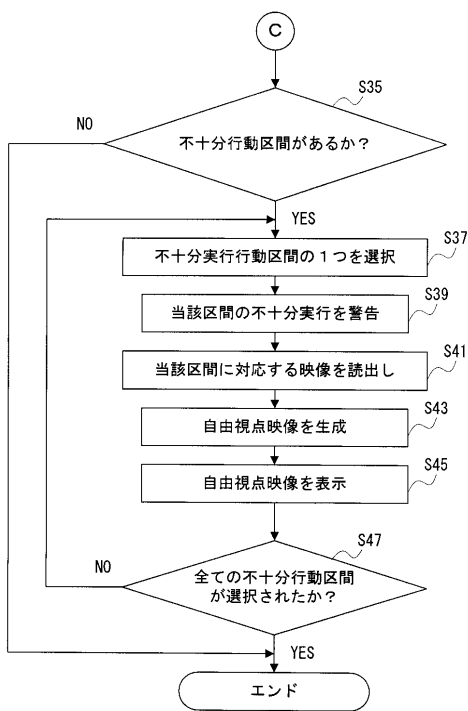 C
S35
不十分行動区間があるか？
NO
YES
S37
不十分実行行動区間の１つを選択
S39
当該区間の不十分実行を警告
S41
当該区間に対応する映像を読出し
S43
自由視点映像を生成
S45
自由視点映像を表示
S47
NO
全ての不十分行動区間
が選択されたか？
YES
エンド